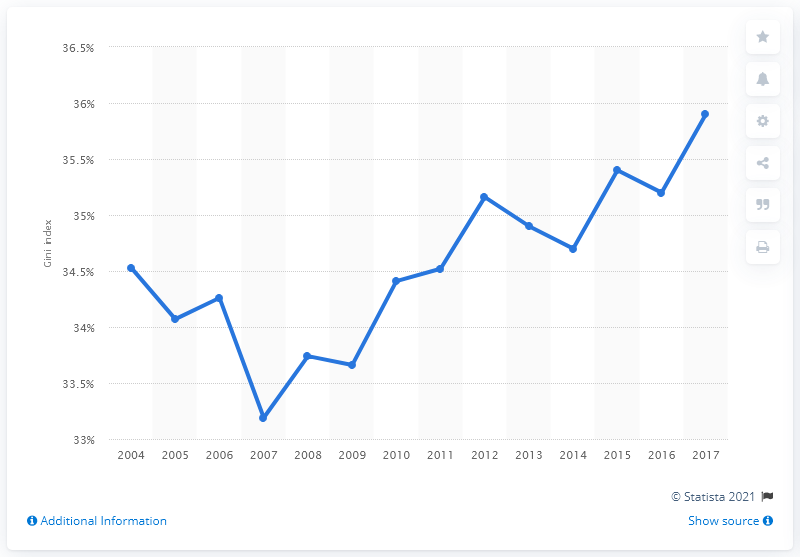 36.5%
36%
35.5%
35%
34.5%
34%
33.5%
33%
Gini index
2004 2005 2006 2007 2008 2009 2010 2011 2012 2013 2014 2015 2016 2017
© Statista 2021
Additional Information
Show source